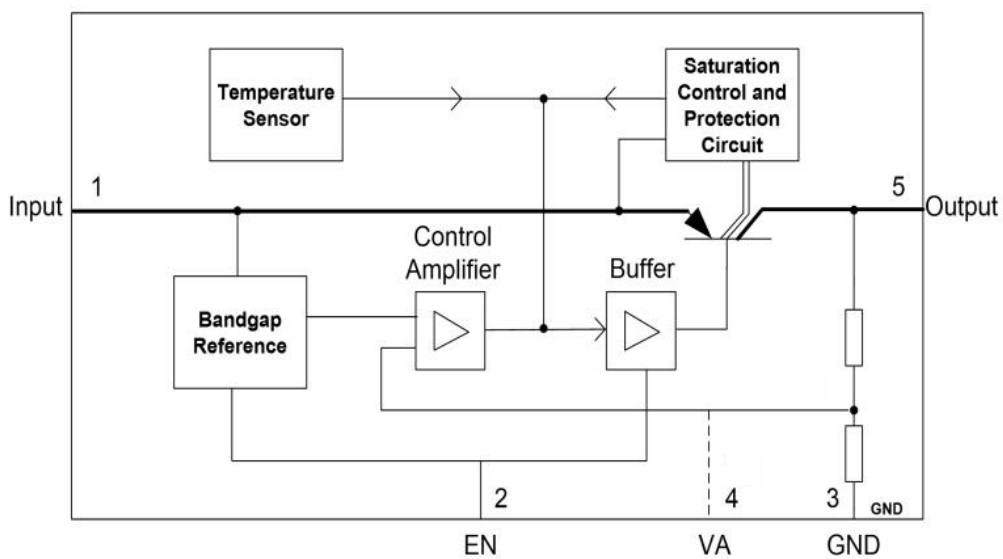 Temperature
Sensor
Saturation
Control and
Protection
Circuit
1
5
Input
Output
Control
Amplifier
Buffer
Bandgap
Reference
2
4
3
GND
EN
VA
GND